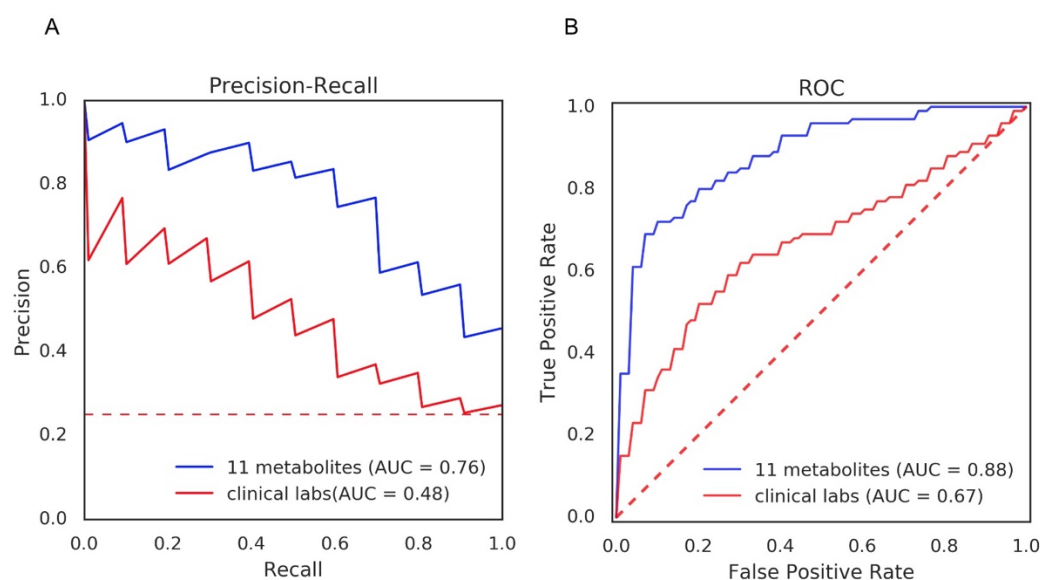 A
Precision-Recall
1.0
0.8
0.6
0.4
0.2
0.0
Precision
11 metabolites (AUC = 0.76)
clinical labs(AUC = 0.48)
0.0 0.2 0.4 0.6 0.8 1.0
Recall
B
ROC
1.0
0.8
0.6
0.4
0.2
0.0
True Positive Rate
11 metabolites (AUC = 0.88)
clinical labs (AUC = 0.67)
0.0 0.2 0.4 0.6 0.8 1.0
False Positive Rate